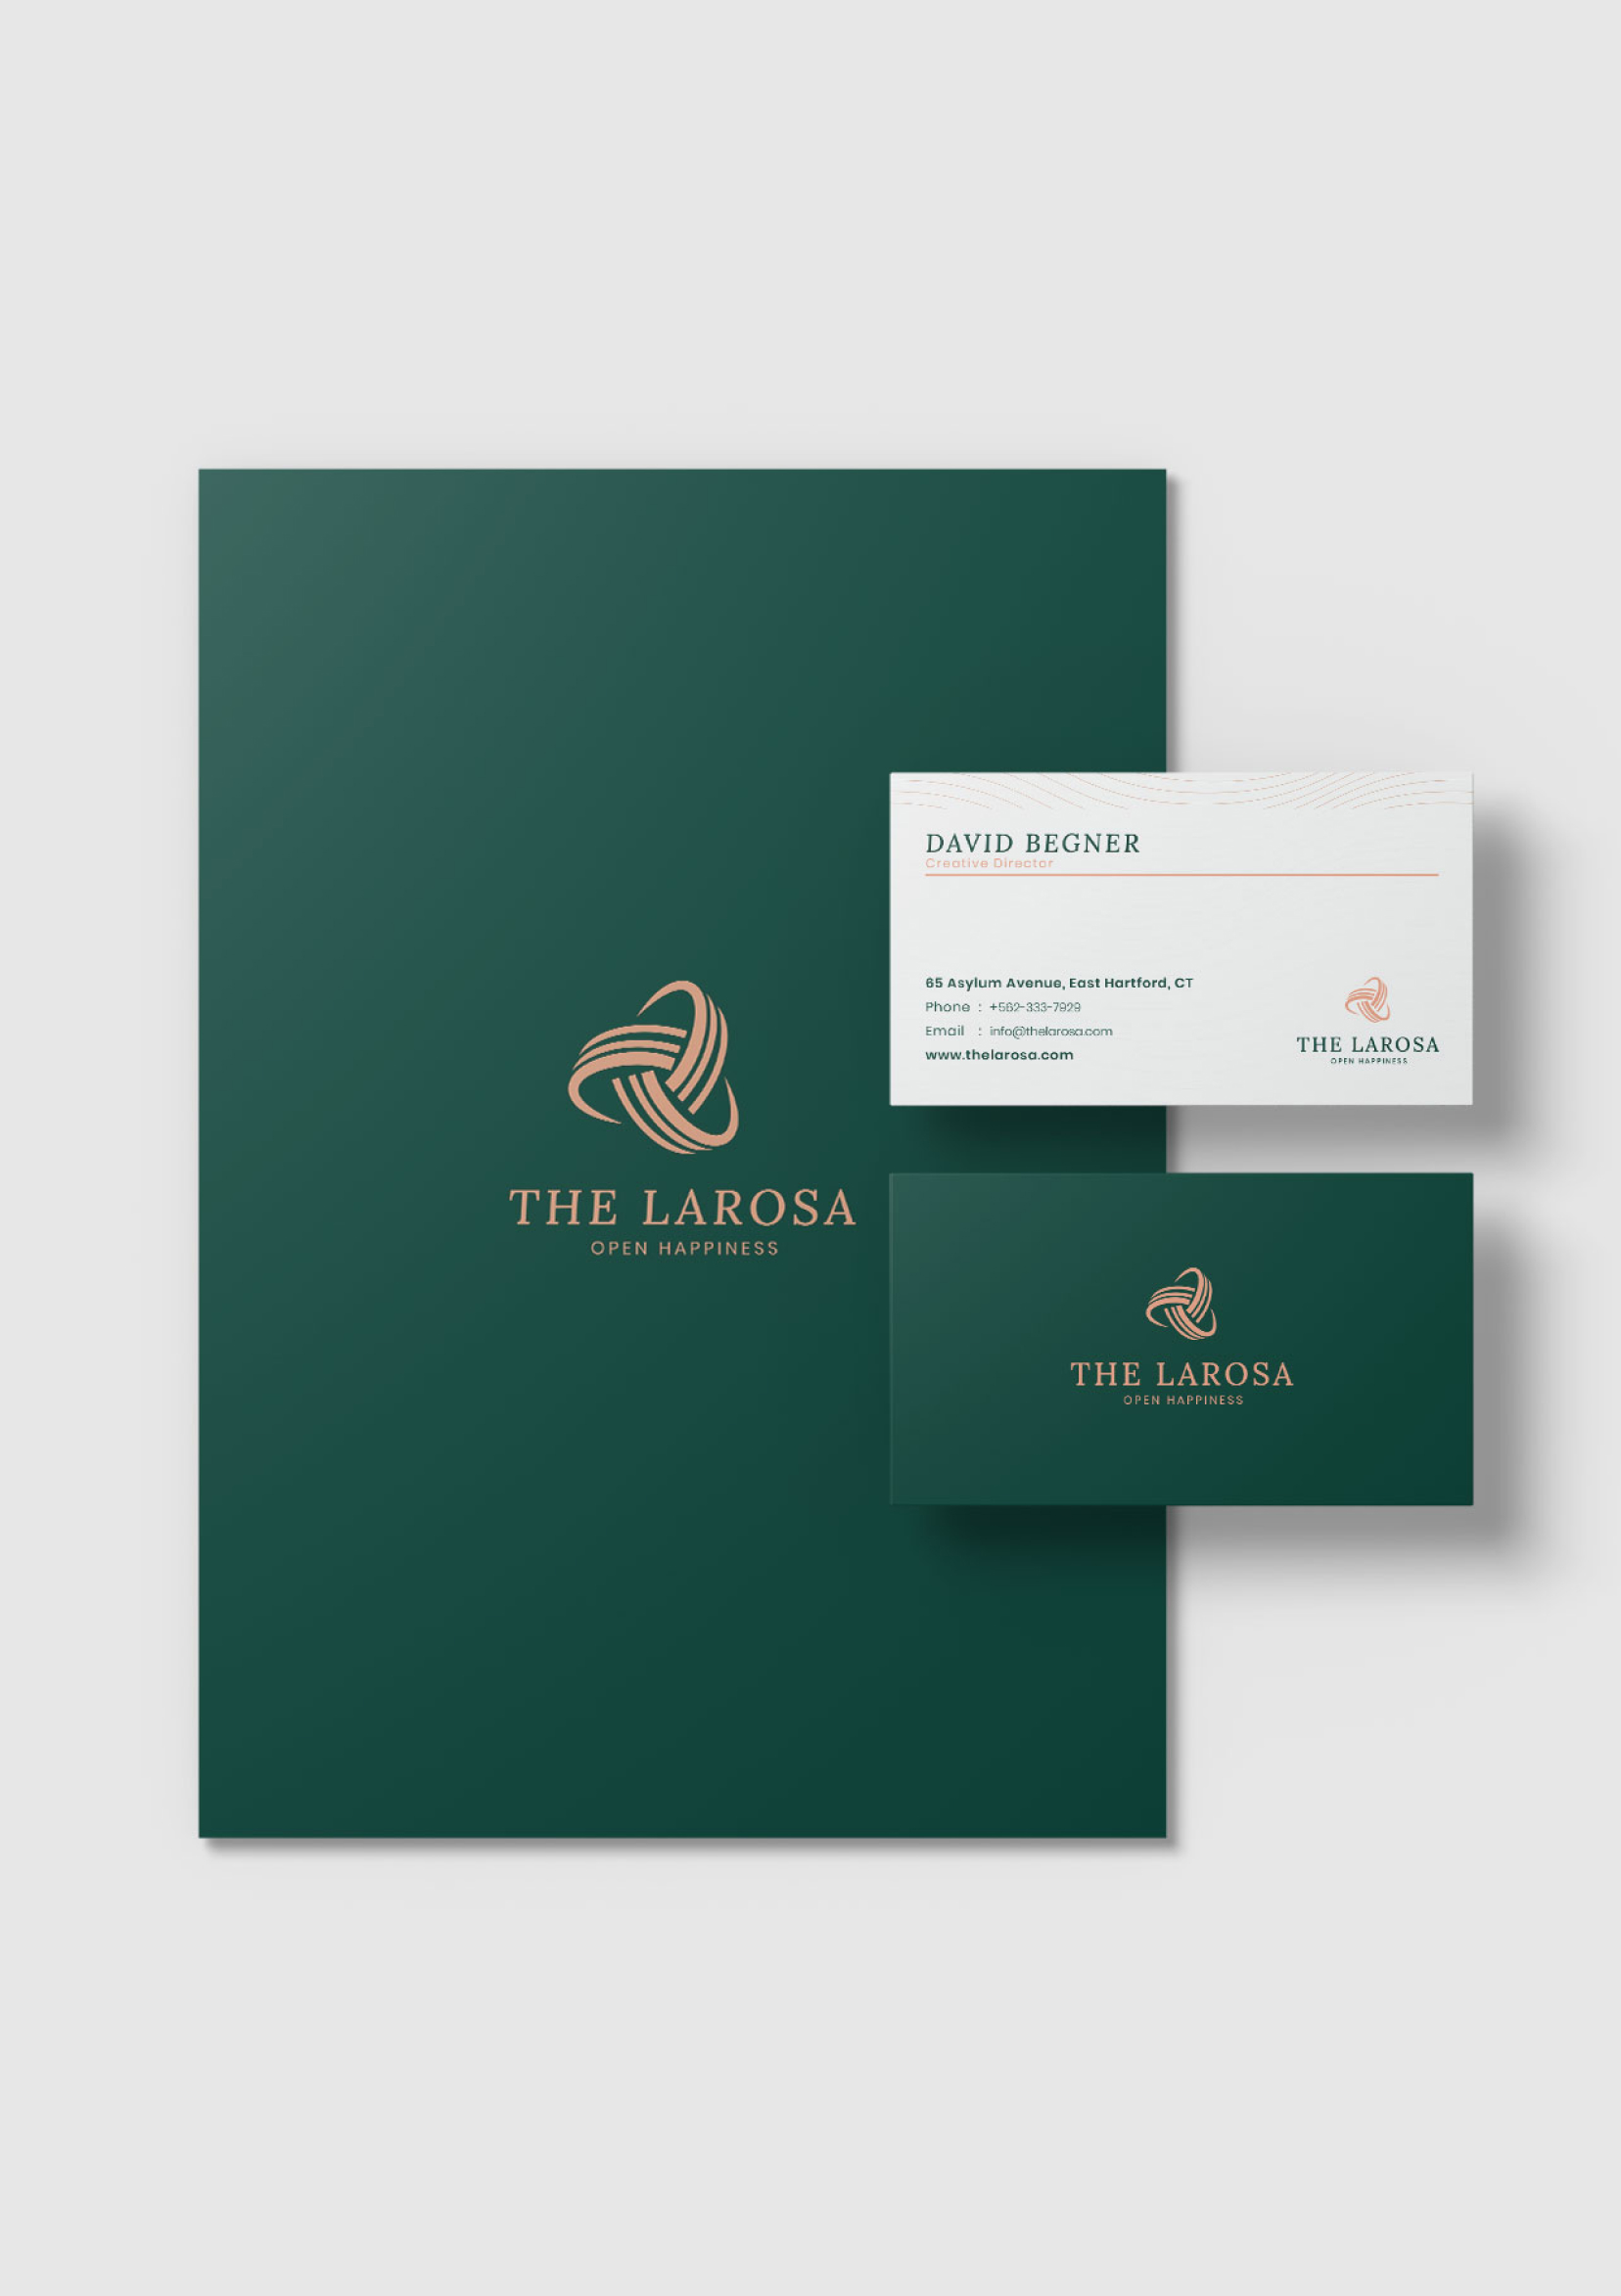 THE LAROSA
OPEN HAPPINESS
DAVID BEGNER
Creative Director
65 Asylum Avenue, East Hartford, CT
Phone : +562-333-7929
Email : info@thelarosa.com
www.thelarosa.com
THE LAROSA
OPEN HAPPINESS
THE LAROSA
OPEN HAPPINESS